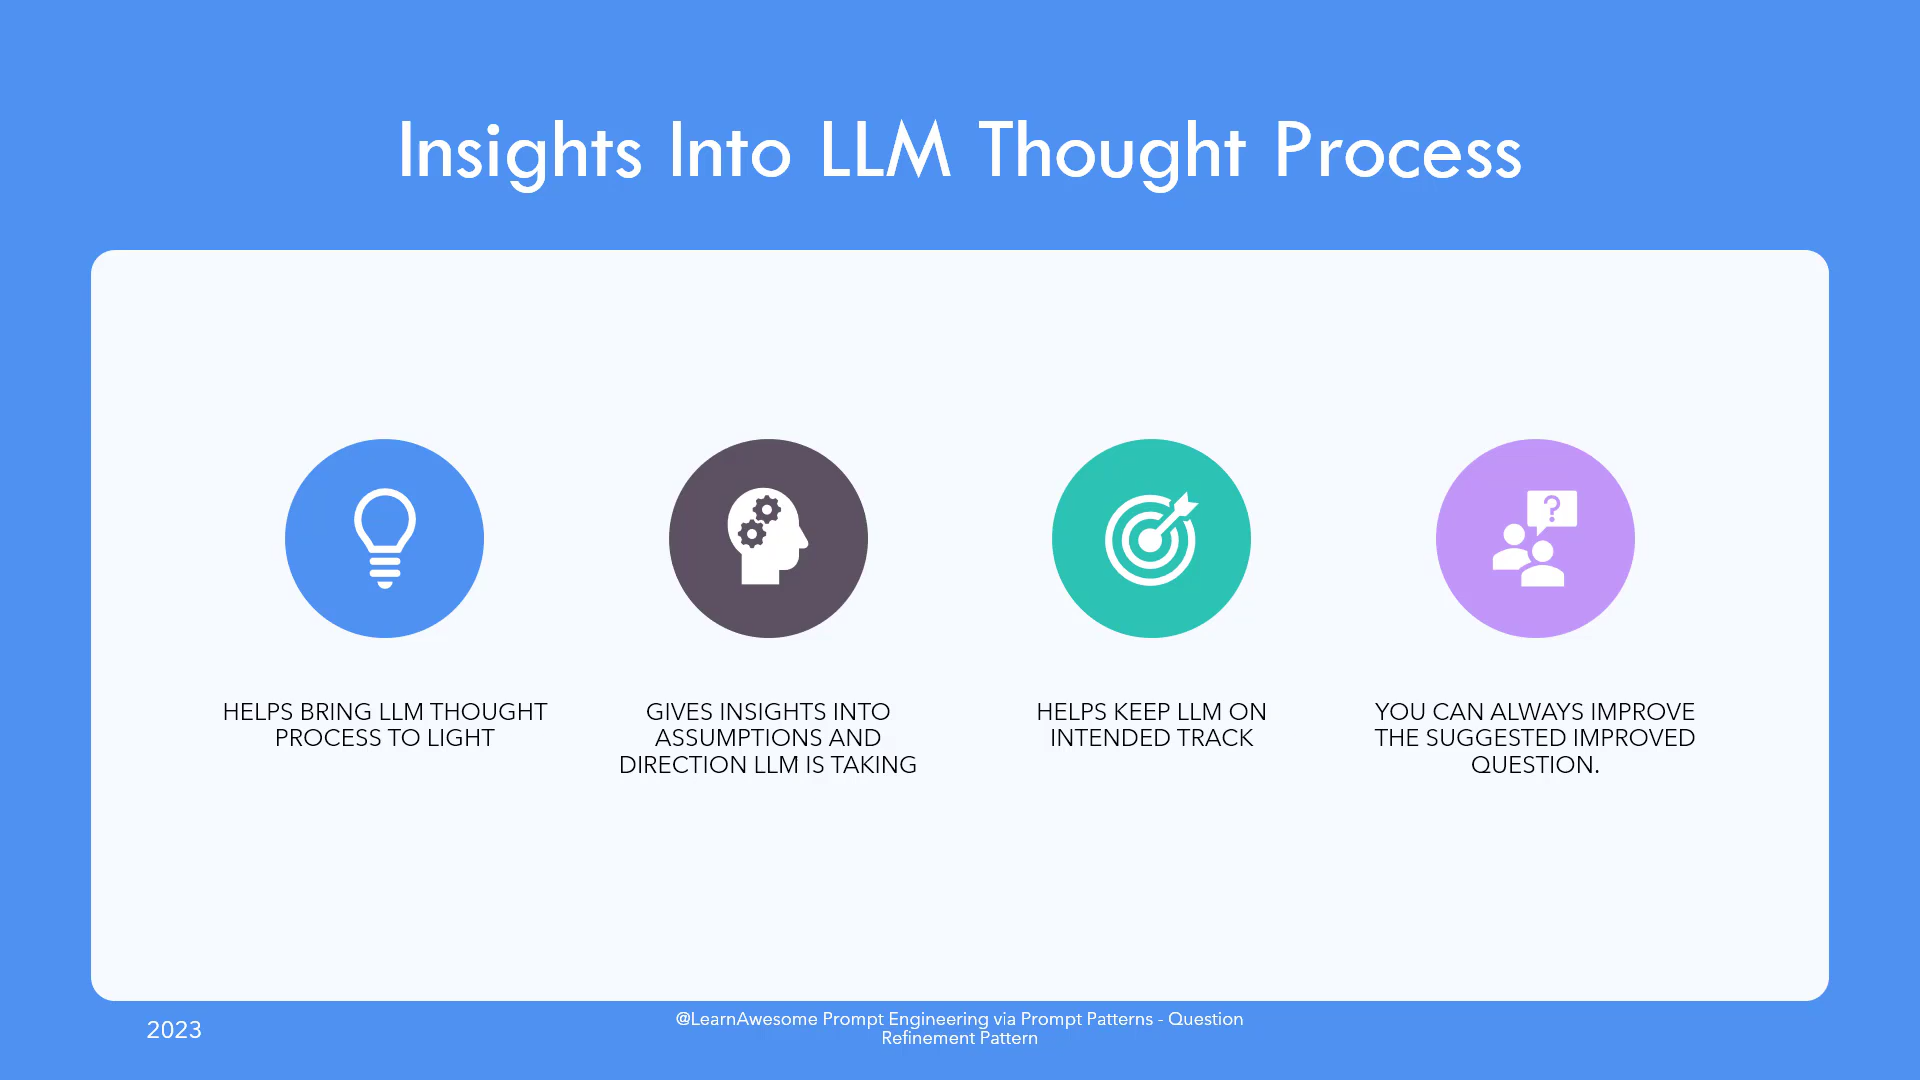 Insights Into LLM Thought Process
?
HELPS BRING LLM THOUGHT
PROCESS TO LIGHT
GIVES INSIGHTS INTO
ASSUMPTIONS AND
DIRECTION LLM IS TAKING
HELPS KEEP LLM ON
INTENDED TRACK
YOU CAN ALWAYS IMPROVE
THE SUGGESTED IMPROVED
QUESTION.
2023
@LearnAwesome Prompt Engineering via Prompt Patterns - Question
Refinement Pattern